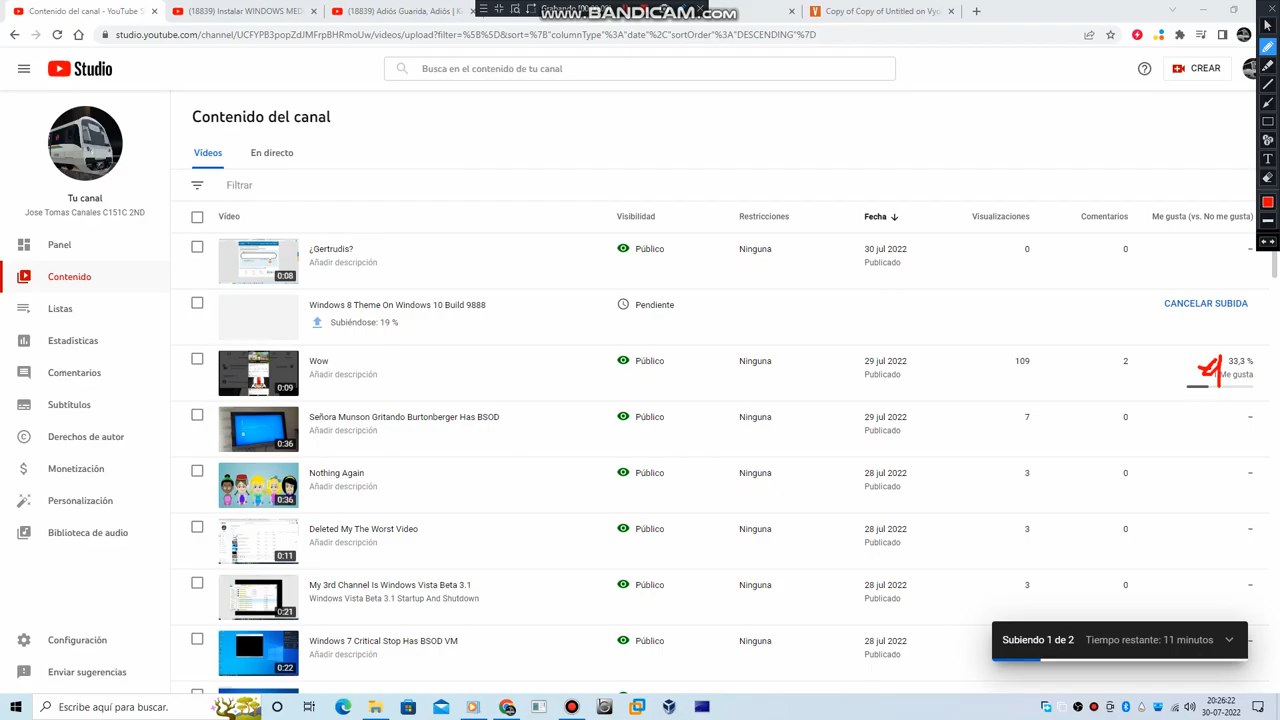 Contenido del canal - YouTube S
(18839) Instalar WINDOWS MED
(18839) Adiós Guarida, Adiós
www.BANDICAM.com
Copy of Copy of Untitled on Vy
studio.youtube.com/channel/UCFYPB3popZdJMFrpBHRmoUw/videos/upload?filter=%5B%5D&sort=%7B"columnType"%3A"date"%2C"sortOrder"%3A"DESCENDING"%7D
Studio
Busca en el contenido de tu canal
CREAR
Contenido del canal
Vídeos
En directo
Filtrar
Tu canal
Jose Tomas Canales C151C 2ND
Panel
Contenido
Listas
Estadísticas
Comentarios
Subtítulos
Derechos de autor
Monetización
Personalización
Biblioteca de audio
Configuración
Enviar sugerencias
Vídeo Visibilidad Restricciones Fecha Visualizaciones Comentarios Me gusta (vs. No me gusta)
¿Gertrudis? Público Ninguna 30 jul 2022 0 0 –
Añadir descripción Publicado
0:08
Windows 8 Theme On Windows 10 Build 9888 Pendiente CANCELAR SUBIDA
Subiéndose: 19 %
Wow Público Ninguna 29 jul 2022 109 2 33,3 %
Añadir descripción Publicado Me gusta
0:09
Señora Munson Gritando Burtonberger Has BSOD Público Ninguna 29 jul 2022 7 0 –
Añadir descripción Publicado
0:36
Nothing Again Público Ninguna 28 jul 2022 3 0 –
Añadir descripción Publicado
0:36
Deleted My The Worst Video Público Ninguna 28 jul 2022 3 0 –
Añadir descripción Publicado
0:11
My 3rd Channel Is Windows Vista Beta 3.1 Público Ninguna 28 jul 2022 3 0 –
Windows Vista Beta 3.1 Startup And Shutdown Publicado
0:21
Windows 7 Critical Stop Has BSOD VM Público Ninguna 28 jul 2022
Añadir descripción Publicado
0:22
Subiendo 1 de 2 Tiempo restante: 11 minutos
Escribe aquí para buscar.
20:26:22
30-07-2022